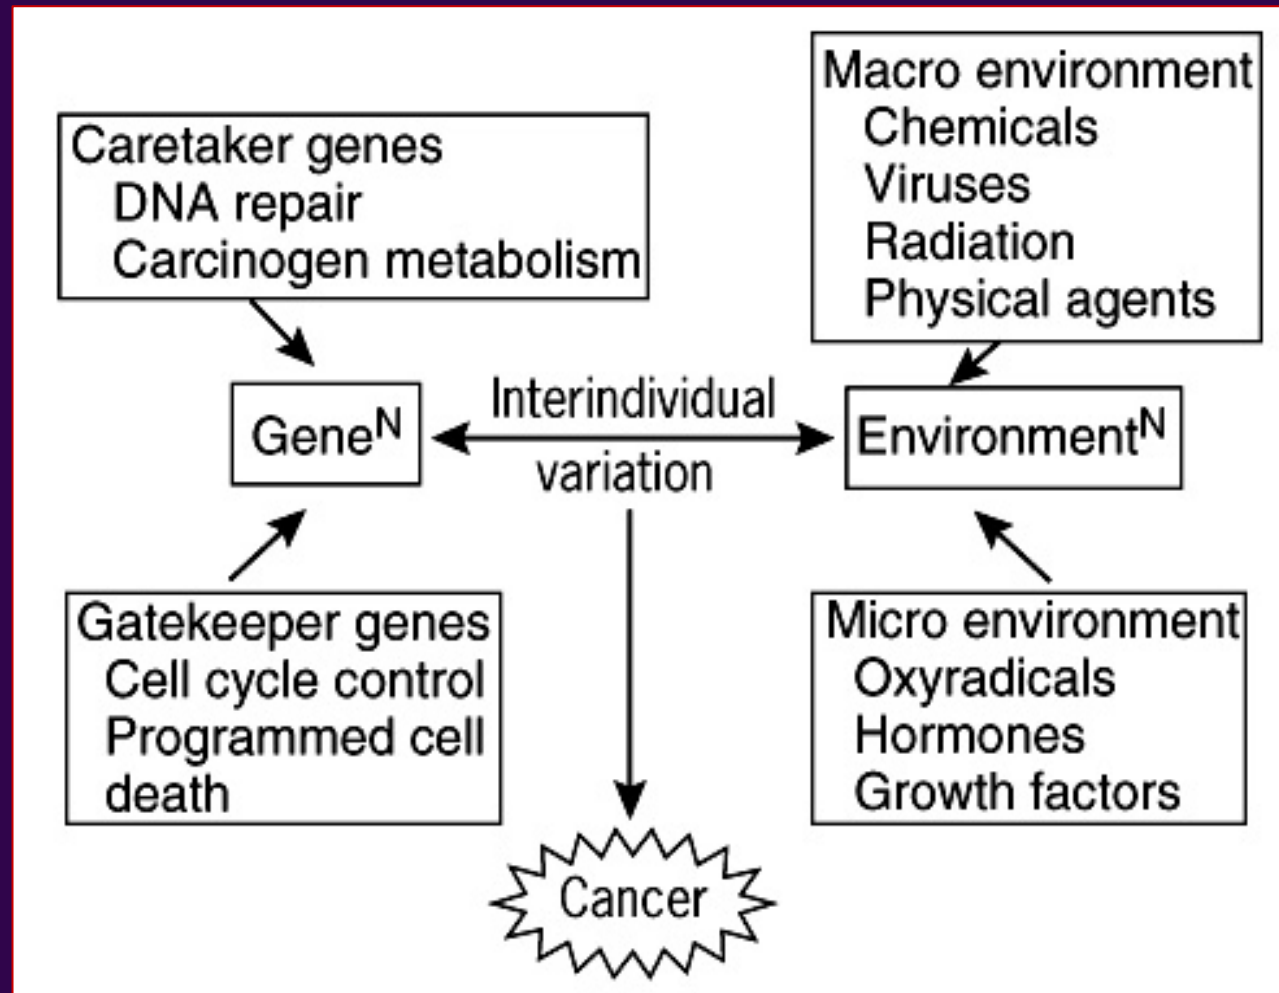 Caretaker genes
DNA repair
Carcinogen metabolism
Macro environment
Chemicals
Viruses
Radiation
Physical agents
Gene^N
Interindividual
variation
Environment^N
Gatekeeper genes
Cell cycle control
Programmed cell
death
Micro environment
Oxyradicals
Hormones
Growth factors
Cancer